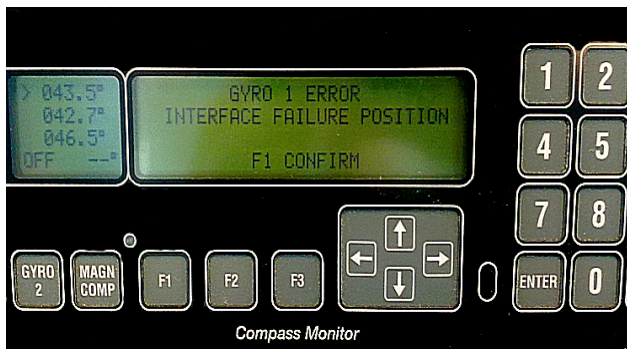 > 043.5°
042.7°
046.5°
OFF --°
GYRO 1 ERROR
INTERFACE FAILURE POSITION
F1 CONFIRM
1 2
4 5
7 8
GYRO 2
MAGN COMP
F1
F2
F3
ENTER
0
Compass Monitor